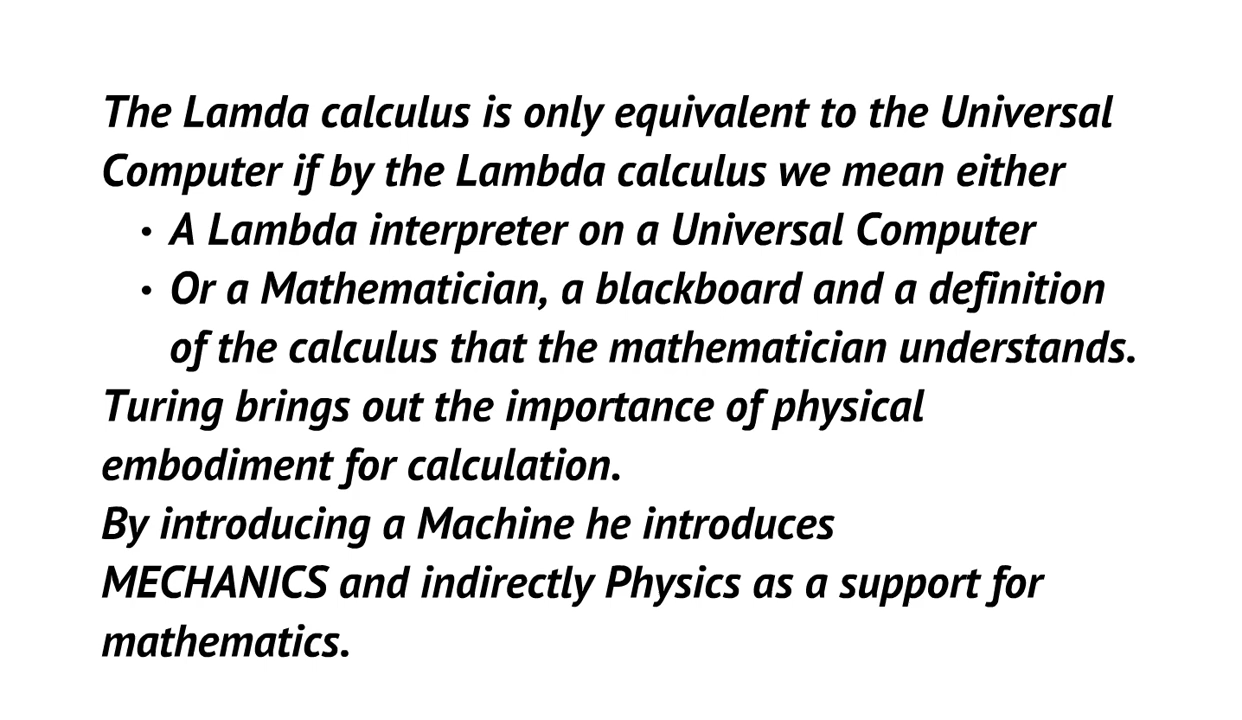 The Lamda calculus is only equivalent to the Universal
Computer if by the Lambda calculus we mean either
• A Lambda interpreter on a Universal Computer
• Or a Mathematician, a blackboard and a definition
of the calculus that the mathematician understands.
Turing brings out the importance of physical
embodiment for calculation.
By introducing a Machine he introduces
MECHANICS and indirectly Physics as a support for
mathematics.